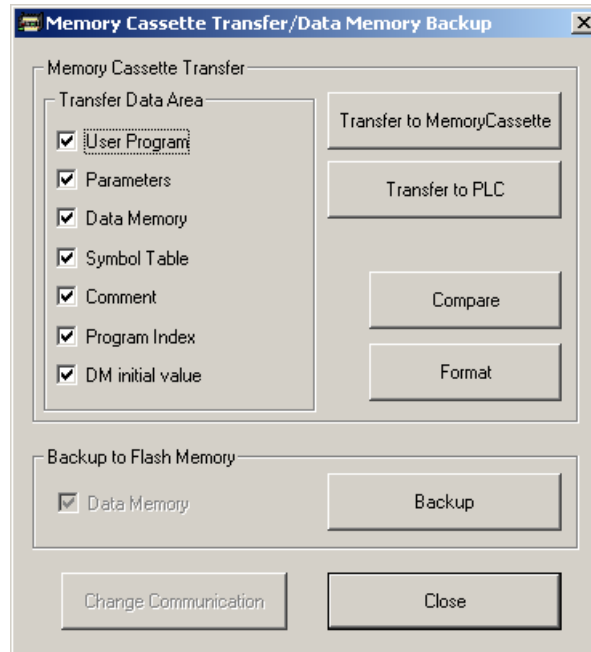 Memory Cassette Transfer/Data Memory Backup
Memory Cassette Transfer
Transfer Data Area
User Program
Parameters
Data Memory
Symbol Table
Comment
Program Index
DM initial value
Transfer to MemoryCassette
Transfer to PLC
Compare
Format
Backup to Flash Memory
Data Memory
Backup
Change Communication
Close